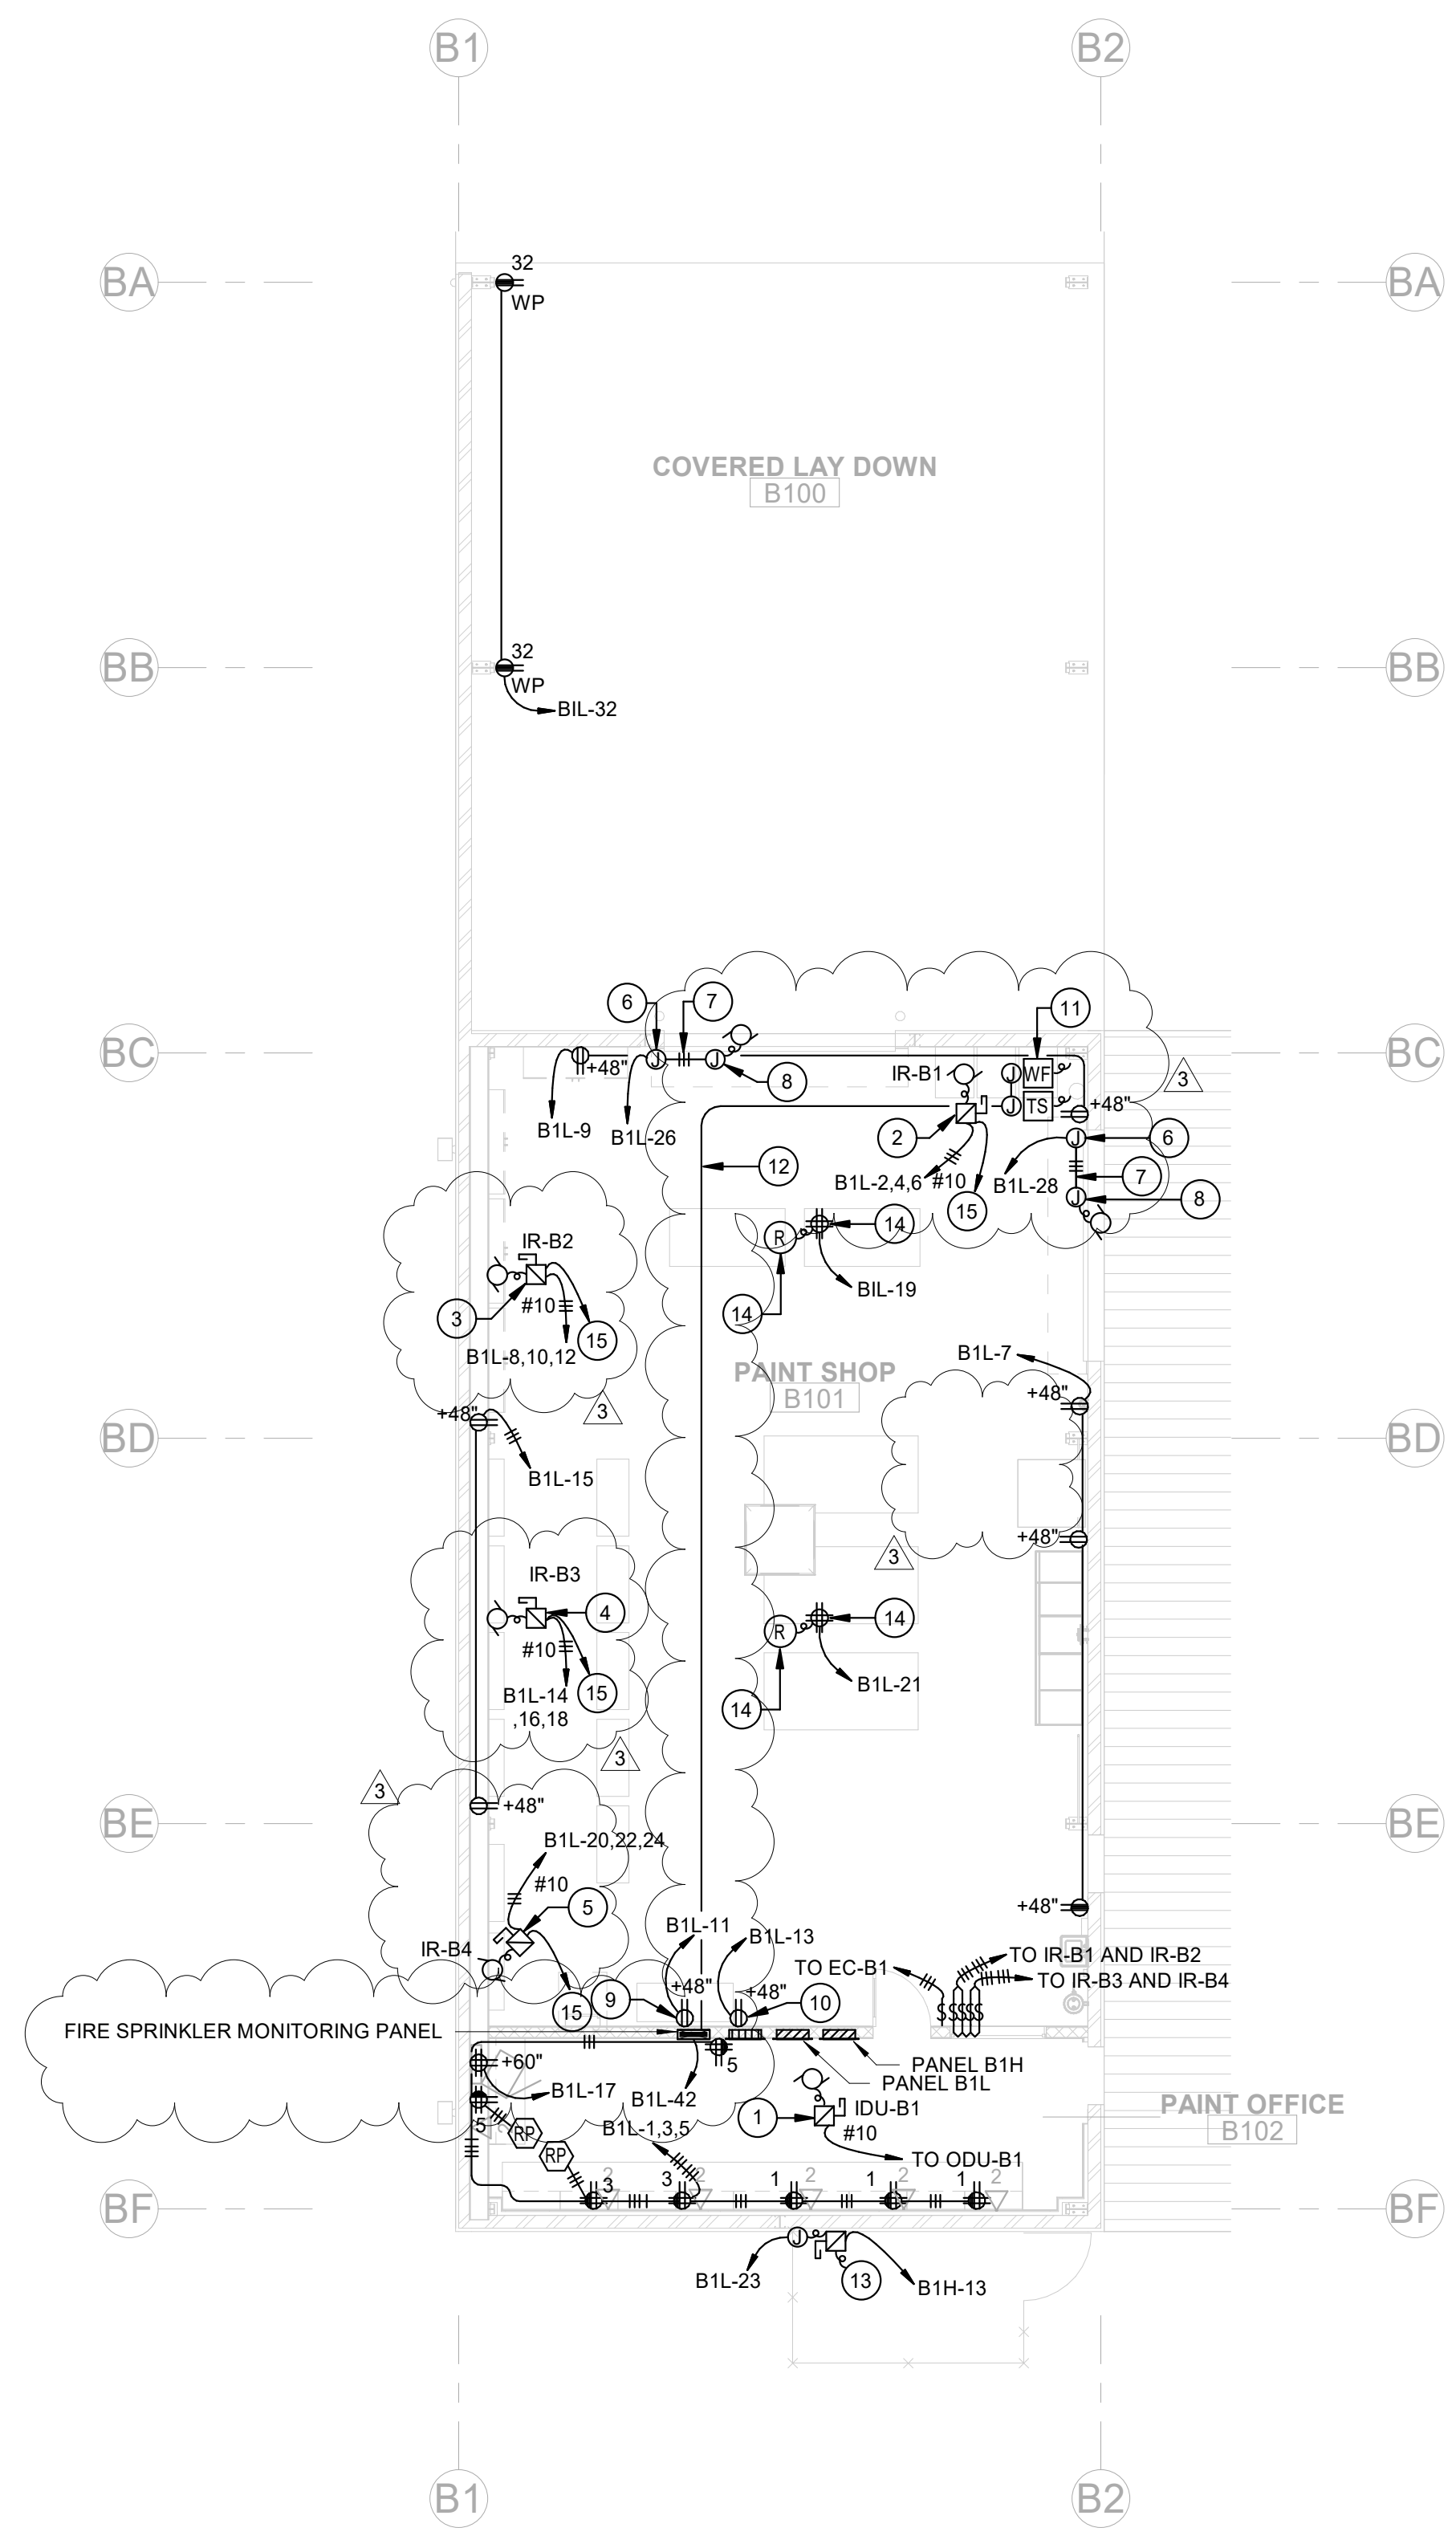 B1
B2
BA
32
BA
WP
COVERED LAY DOWN
B100
32
BB
BB
WP
BIL-32
6
7
11
BC
BC
+48"
J
J
IR-B1
J
WF
3
8
J
TS
+48"
B1L-9
B1L-26
2
J
6
12
B1L-2,4,6
#10
B1L-28
7
15
J
8
R
14
IR-B2
BIL-19
3
#10
14
15
B1L-8,10,12
B1L-7
PAINT SHOP
B101
+48"
3
+48"
BD
BD
B1L-15
+48"
3
IR-B3
4
R
14
#10
B1L-14
,16,18
15
B1L-21
14
3
3
+48"
BE
BE
B1L-20,22,24
#10
5
+48"
B1L-11
B1L-13
IR-B4
TO EC-B1
TO IR-B1 AND IR-B2
TO IR-B3 AND IR-B4
+48"
+48"
15
9
10
FIRE SPRINKLER MONITORING PANEL
+60"
5
PANEL B1H
PANEL B1L
B1L-17
B1L-42
5
1
IDU-B1
PAINT OFFICE
B102
B1L-1,3,5
#10
RP
RP
TO ODU-B1
3
2
3
2
1
2
1
2
1
2
BF
BF
J
B1L-23
13
B1H-13
B1
B2